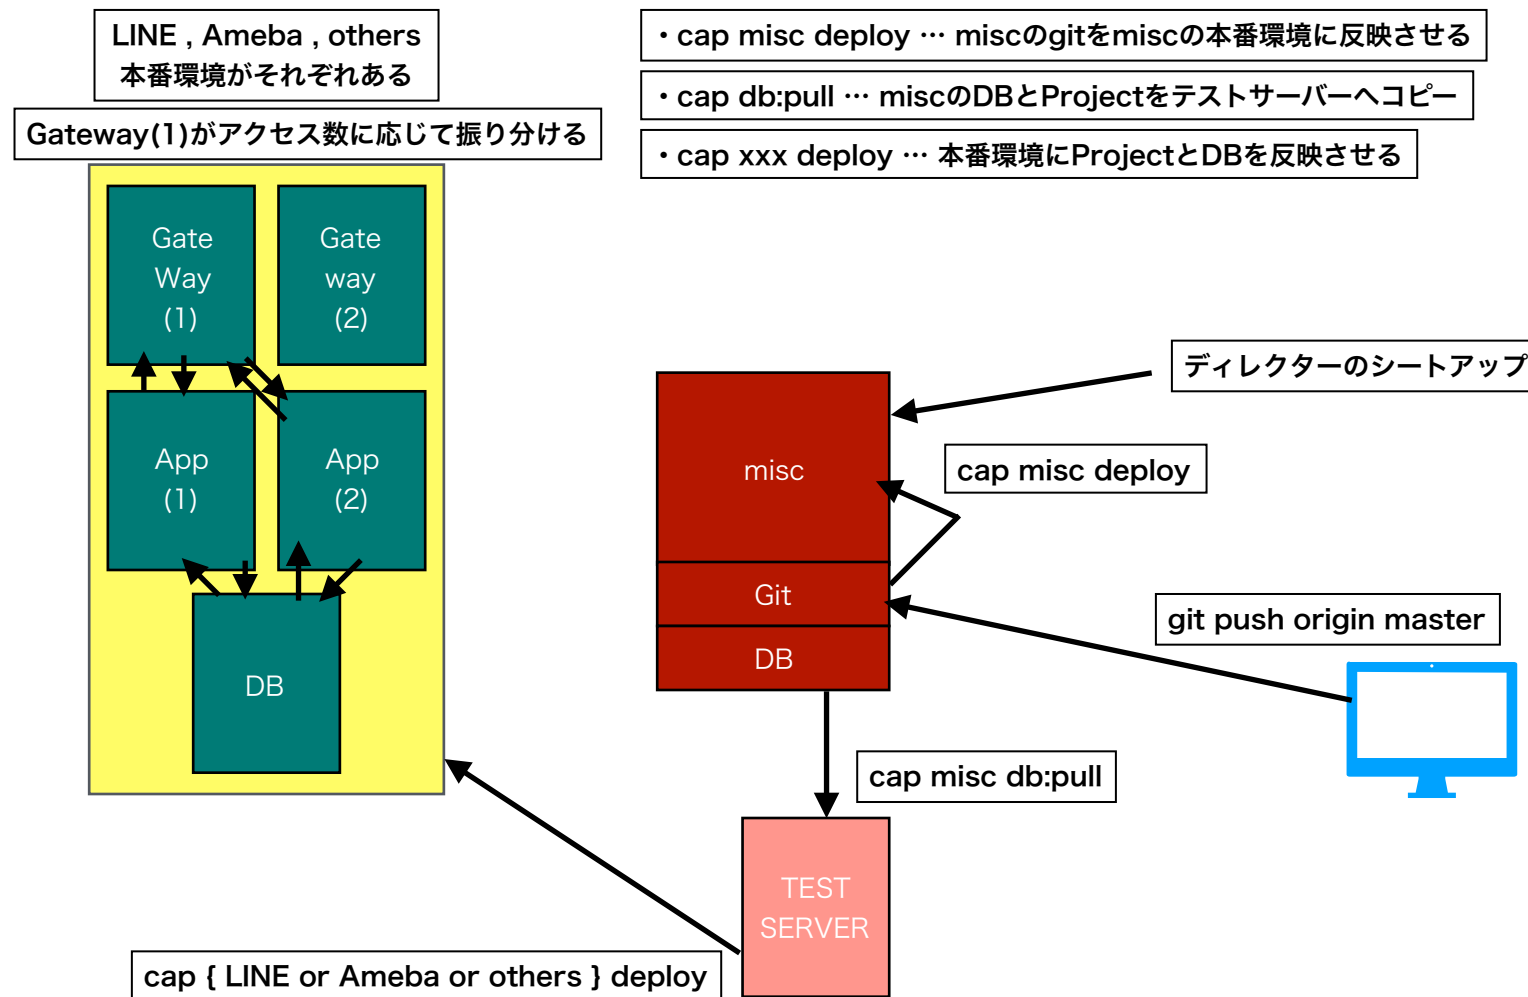 LINE , Ameba , others
本番環境がそれぞれある
Gateway(1)がアクセス数に応じて振り分ける
・cap misc deploy … miscのgitをmiscの本番環境に反映させる
・cap db:pull … miscのDBとProjectをテストサーバーへコピー
・cap xxx deploy … 本番環境にProjectとDBを反映させる
Gate
Way
(1)
Gate
way
(2)
App
(1)
App
(2)
DB
ディレクターのシートアップ
misc
cap misc deploy
Git
DB
git push origin master
cap misc db:pull
TEST
SERVER
cap { LINE or Ameba or others } deploy